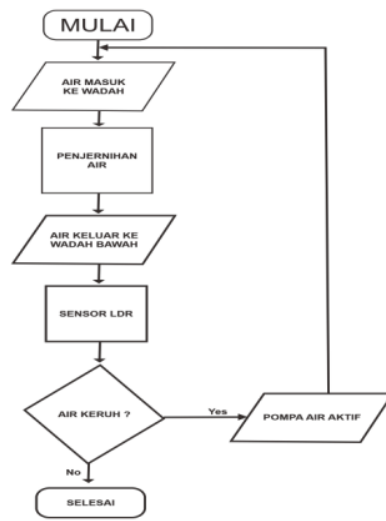 MULAI
AIR MASUK
KE WADAH
PENJERNIHAN
AIR
AIR KELUAR KE
WADAH BAWAH
SENSOR LDR
AIR KERUH ?
Yes
POMPA AIR AKTIF
No
SELESAI